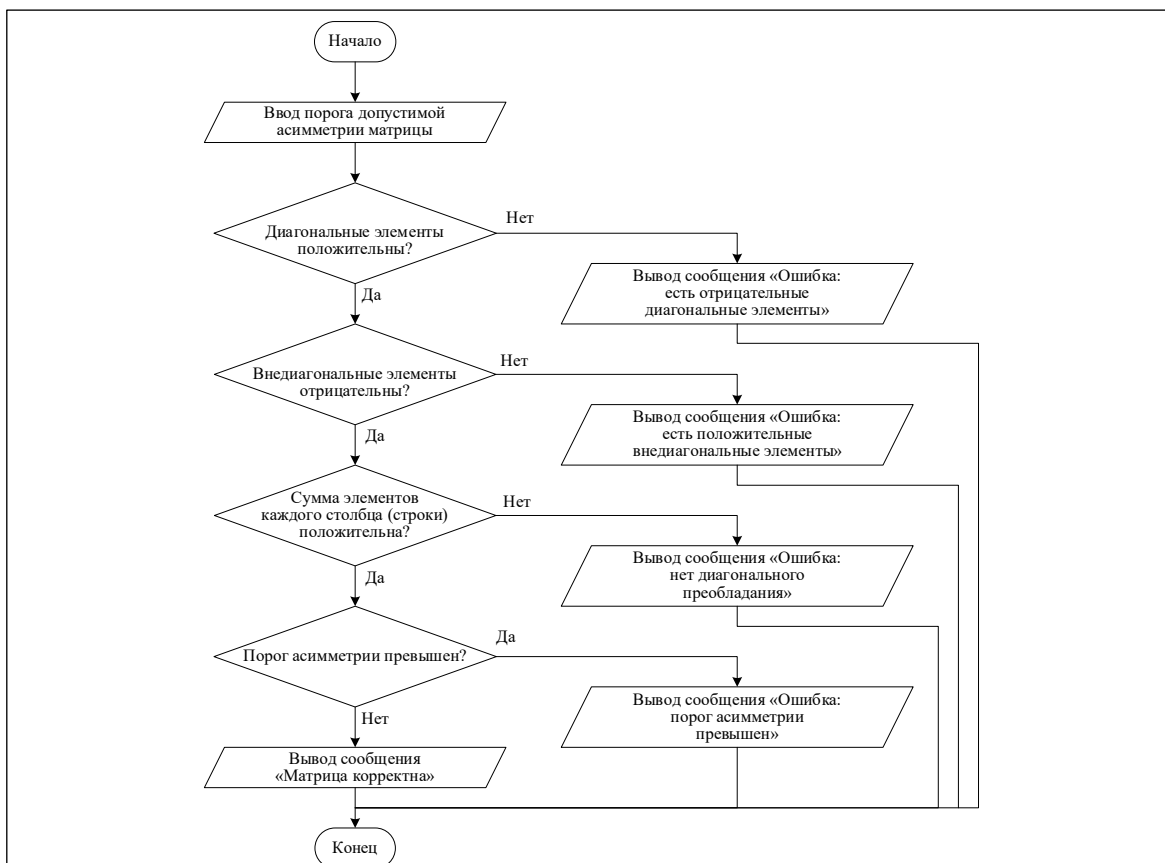 Начало
Ввод порога допустимой
асимметрии матрицы
Диагональные элементы
положительны?
Нет
Вывод сообщения «Ошибка:
есть отрицательные
диагональные элементы»
Да
Внедиагональные элементы
отрицательны?
Нет
Вывод сообщения «Ошибка:
есть положительные
внедиагональные элементы»
Да
Сумма элементов
каждого столбца (строки)
положительна?
Нет
Вывод сообщения «Ошибка:
нет диагонального
преобладания»
Да
Порог асимметрии превышен?
Да
Вывод сообщения «Ошибка:
порог асимметрии
превышен»
Нет
Вывод сообщения
«Матрица корректна»
Конец